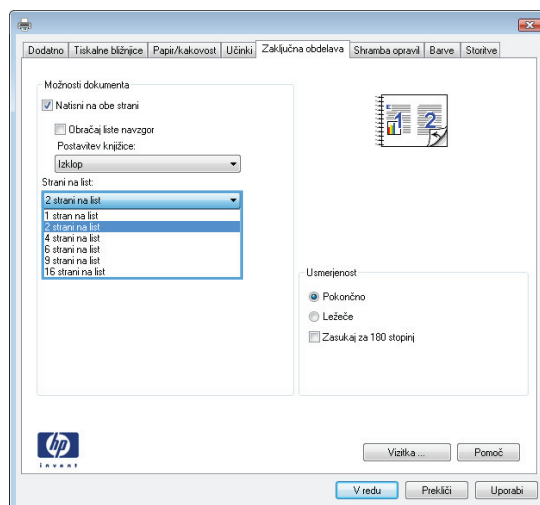 Dodatno Tiskalne bližnjice Papir/kakovost Učinki Zaključna obdelava Shramba opravil Barve Storitve
Možnosti dokumenta
Natisni na obe strani
Obračaj liste navzgor
Postavitev knjižice:
Izklop
Strani na list:
2 strani na list
1 stran na list
2 strani na list
4 strani na list
6 strani na list
9 strani na list
16 strani na list
1 2
Usmerjenost
Pokončno
Ležeče
Zasukaj za 180 stopinj
hp
invent
Vizitka ... Pomoč
V redu Prekliči Uporabi